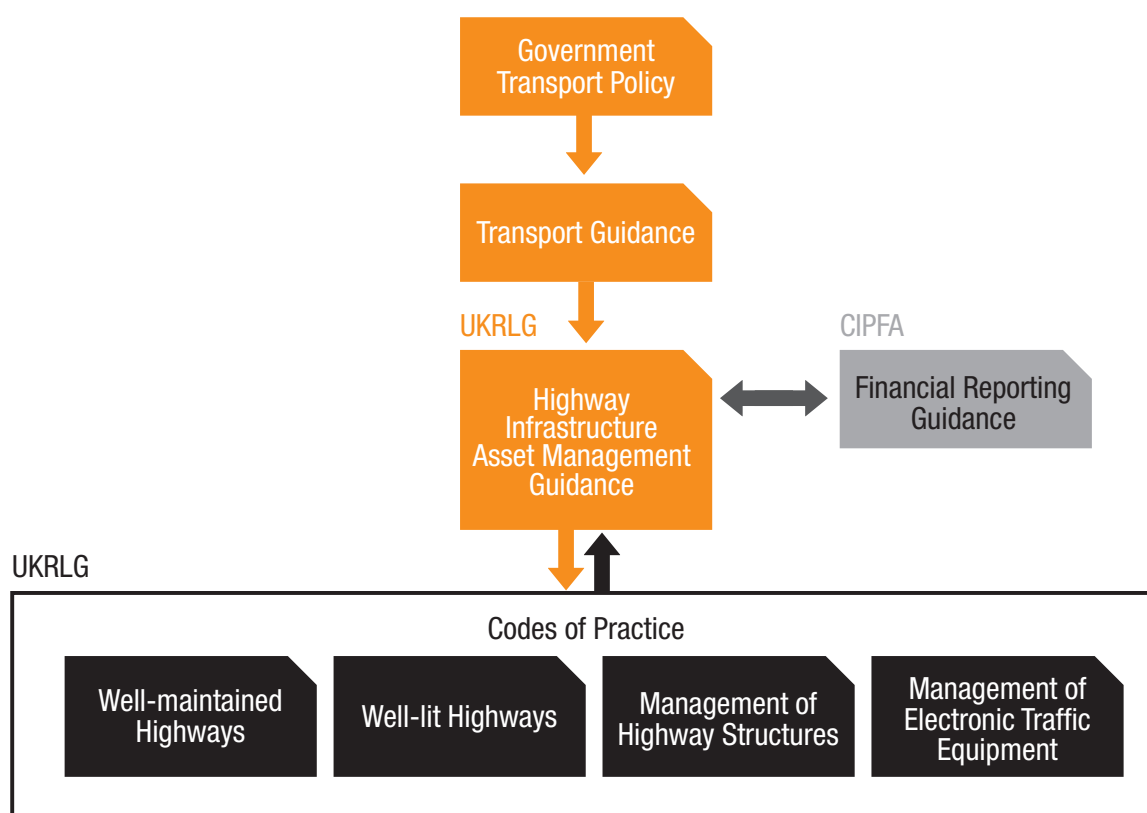 Government
Transport Policy
Transport Guidance
UKRLG
CIPFA
Highway
Infrastructure
Asset Management
Guidance
Financial Reporting
Guidance
UKRLG
Codes of Practice
Well-maintained
Highways
Well-lit Highways
Management of
Highway Structures
Management of
Electronic Traffic
Equipment